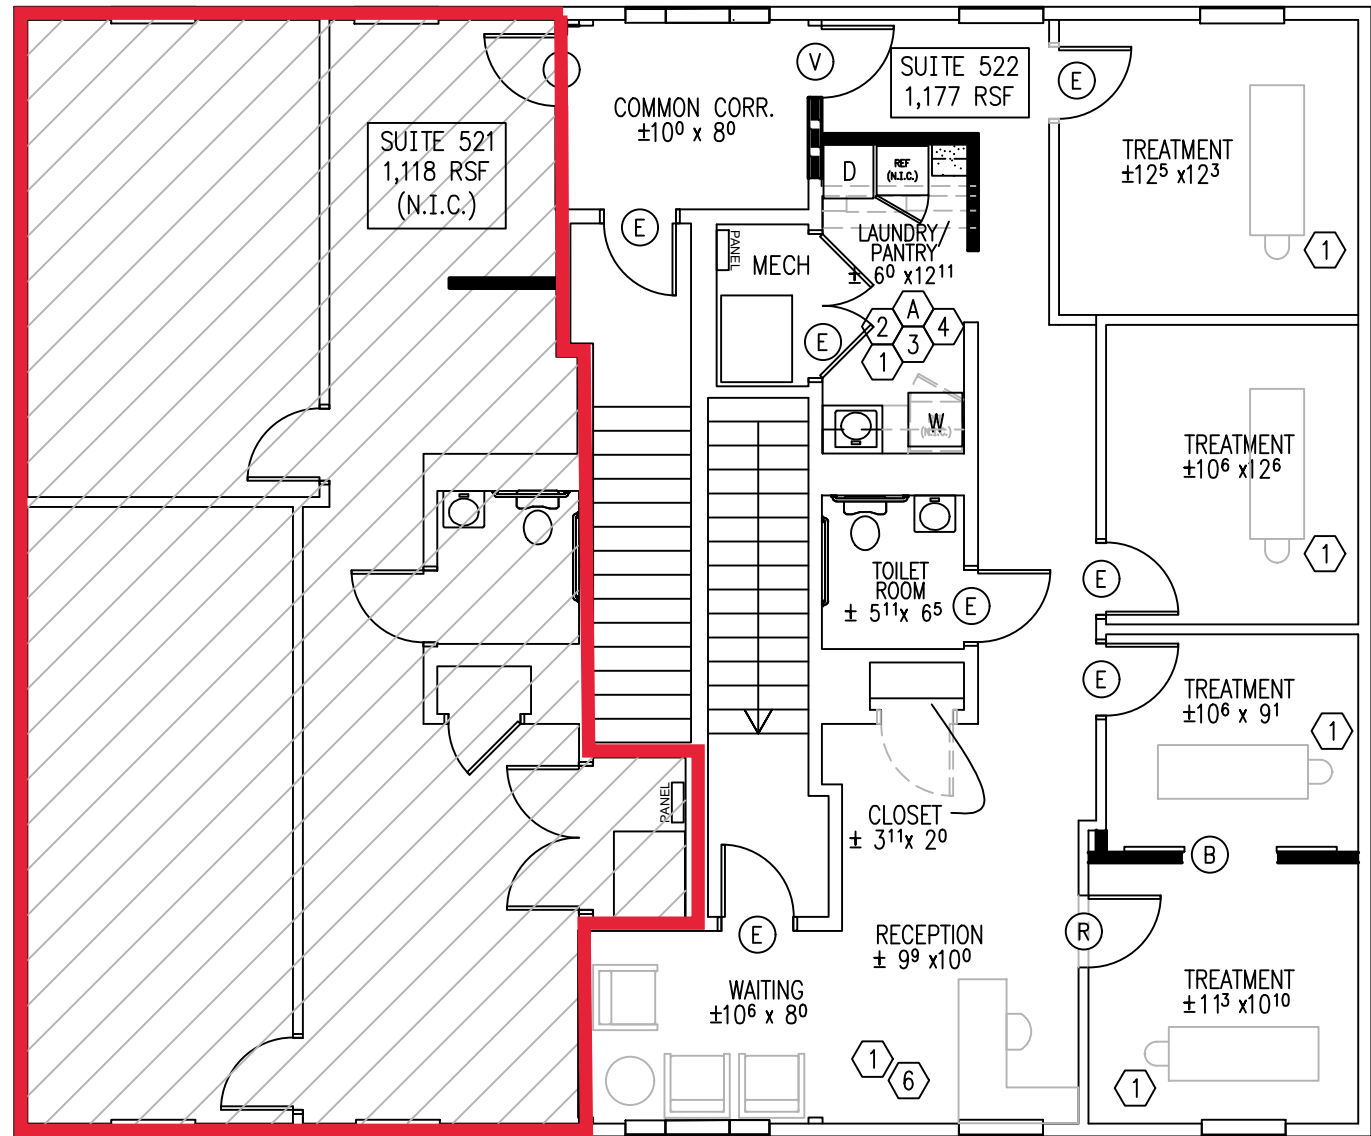 SUITE 521
1,118 RSF
(N.I.C.)
COMMON CORR.
±10⁰ x 8⁰
V
SUITE 522
1,177 RSF
E
TREATMENT
±12⁵ x12³
1
D
REF
(N.I.C.)
E
PANEL
MECH
LAUNDRY/
PANTRY
± 6⁰ x12¹¹
A
2
4
3
1
E
W
(N.I.C.)
TREATMENT
±10⁶ x12⁶
1
E
TOILET
ROOM
± 5¹¹x 6⁵
E
E
TREATMENT
±10⁶ x 9¹
1
PANEL
CLOSET
± 3¹¹x 2⁰
B
E
RECEPTION
± 9⁹ x10⁰
R
WAITING
±10⁶ x 8⁰
TREATMENT
±11³ x10¹⁰
1
6
1